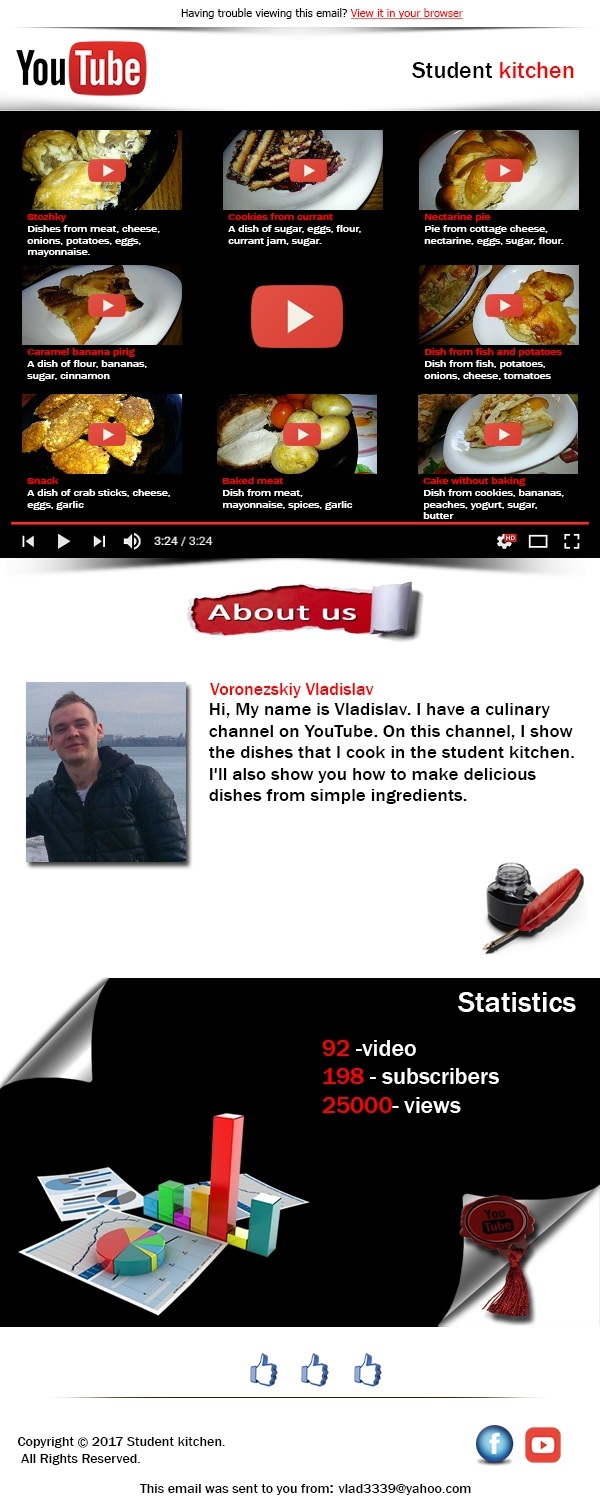 Having trouble viewing this email? View it in your browser
YouTube
Student kitchen
Stozhky
Dishes from meat, cheese,
onions, potatoes, eggs,
mayonnaise.
Cookies from currant
A dish of sugar, eggs, flour,
currant jam, sugar.
Nectarine pie
Pie from cottage cheese,
nectarine, eggs, sugar, flour.
Caramel banana pirig
A dish of flour, bananas,
sugar, cinnamon
Dish from fish and potatoes
Dish from fish, potatoes,
onions, cheese, tomatoes
Snack
A dish of crab sticks, cheese,
eggs, garlic
Baked meat
Dish from meat,
mayonnaise, spices, garlic
Cake without baking
Dish from cookies, bananas,
peaches, yogurt, sugar,
butter
3:24 / 3:24
HD
About us
Voronezskiy Vladislav
Hi, My name is Vladislav. I have a culinary
channel on YouTube. On this channel, I show
the dishes that I cook in the student kitchen.
I'll also show you how to make delicious
dishes from simple ingredients.
Statistics
92 -video
198 - subscribers
25000- views
You
Tube
Copyright © 2017 Student kitchen.
All Rights Reserved.
f
This email was sent to you from: vlad3339@yahoo.com